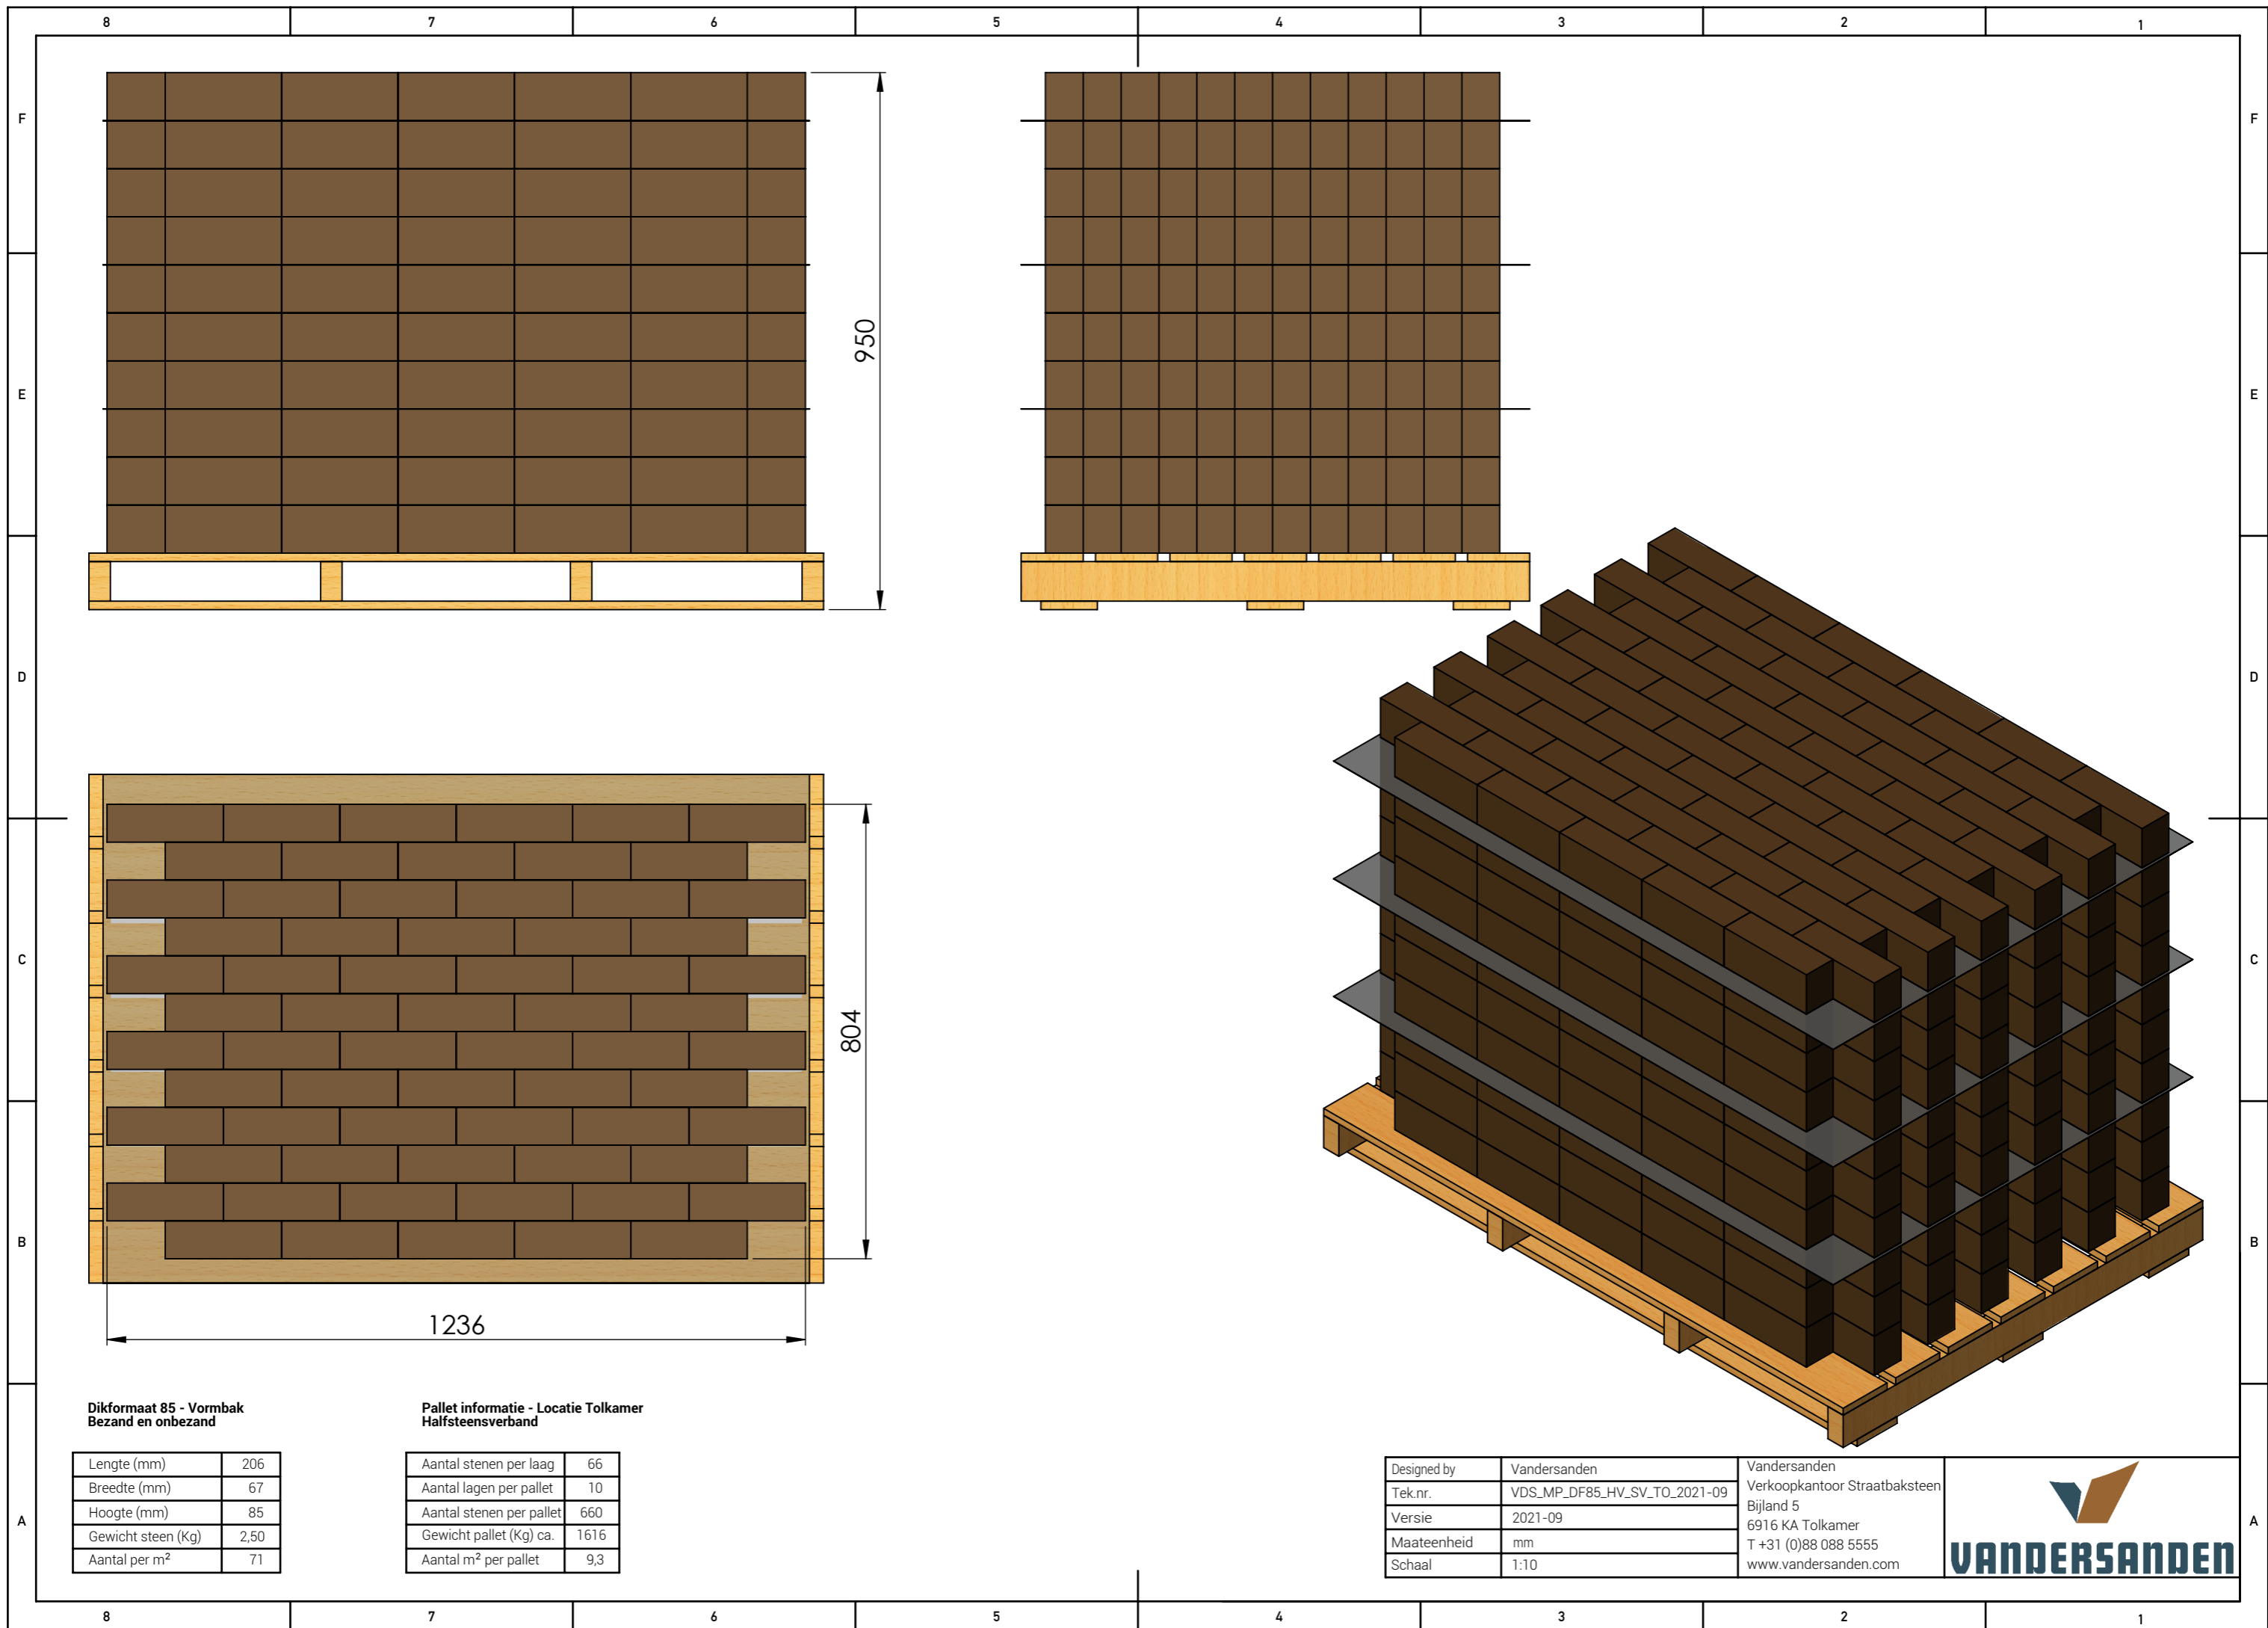 8 7 6 5 4 3 2 1
F F
E E
D D
C C
B B
A A
950
804
1236
Dikformaat 85 - Vormbak
Bezand en onbezand
Lengte (mm) 206
Breedte (mm) 67
Hoogte (mm) 85
Gewicht steen (Kg) 2,50
Aantal per m² 71
Pallet informatie - Locatie Tolkamer
Halfsteensverband
Aantal stenen per laag 66
Aantal lagen per pallet 10
Aantal stenen per pallet 660
Gewicht pallet (Kg) ca. 1616
Aantal m² per pallet 9,3
Designed by Vandersanden
Tek.nr. VDS_MP_DF85_HV_SV_TO_2021-09
Versie 2021-09
Maateenheid mm
Schaal 1:10
Vandersanden
Verkoopkantoor Straatbaksteen
Bijland 5
6916 KA Tolkamer
T +31 (0)88 088 5555
www.vandersanden.com
VANDERSANDEN
8 7 6 5 4 3 2 1